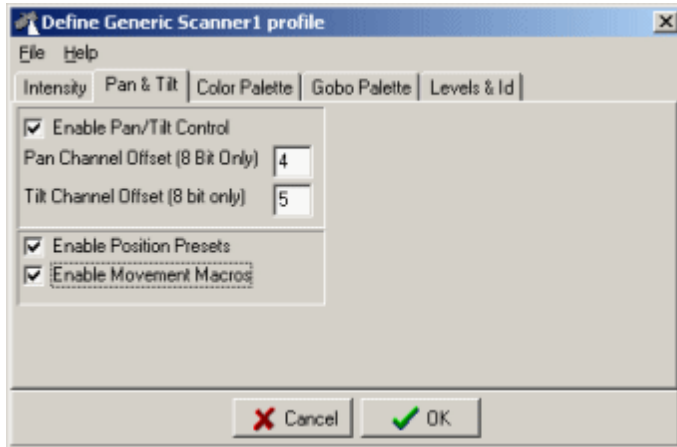 Define Generic Scanner1 profile
File Help
Intensity Pan & Tilt Color Palette Gobo Palette Levels & Id
Enable Pan/Tilt Control
Pan Channel Offset (8 Bit Only) 4
Tilt Channel Offset (8 bit only) 5
Enable Position Presets
Enable Movement Macros
Cancel OK